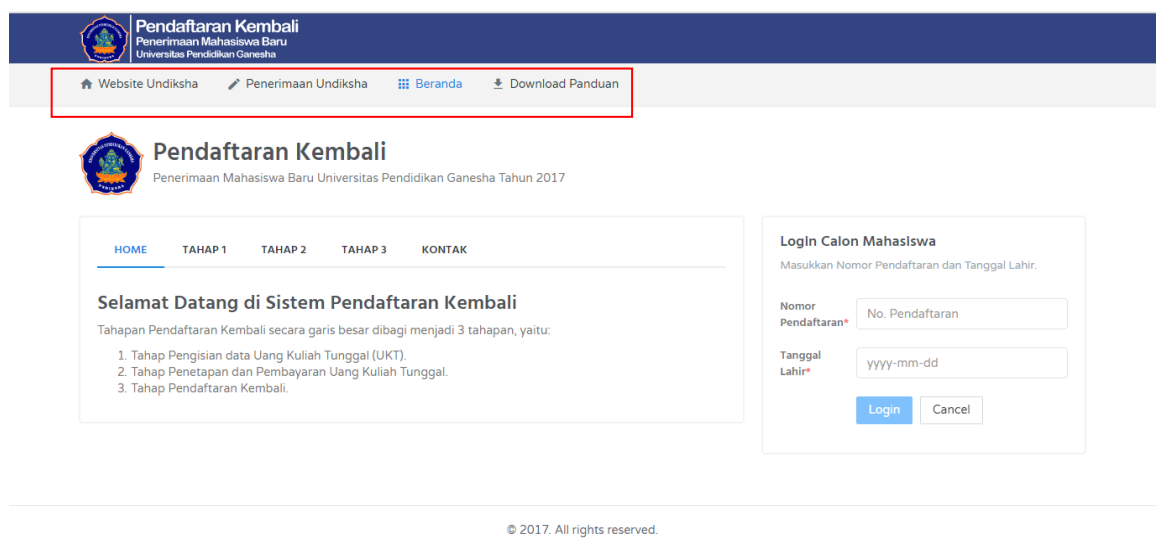 Pendaftaran Kembali
Penerimaan Mahasiswa Baru
Universitas Pendidikan Ganesha
Website Undiksha Penerimaan Undiksha Beranda Download Panduan
Pendaftaran Kembali
Penerimaan Mahasiswa Baru Universitas Pendidikan Ganesha Tahun 2017
HOME TAHAP 1 TAHAP 2 TAHAP 3 KONTAK
Selamat Datang di Sistem Pendaftaran Kembali
Tahapan Pendaftaran Kembali secara garis besar dibagi menjadi 3 tahapan, yaitu:
1. Tahap Pengisian data Uang Kuliah Tunggal (UKT).
2. Tahap Penetapan dan Pembayaran Uang Kuliah Tunggal.
3. Tahap Pendaftaran Kembali.
Login Calon Mahasiswa
Masukkan Nomor Pendaftaran dan Tanggal Lahir.
Nomor
Pendaftaran*
No. Pendaftaran
Tanggal
Lahir*
yyyy-mm-dd
Login Cancel
© 2017. All rights reserved.